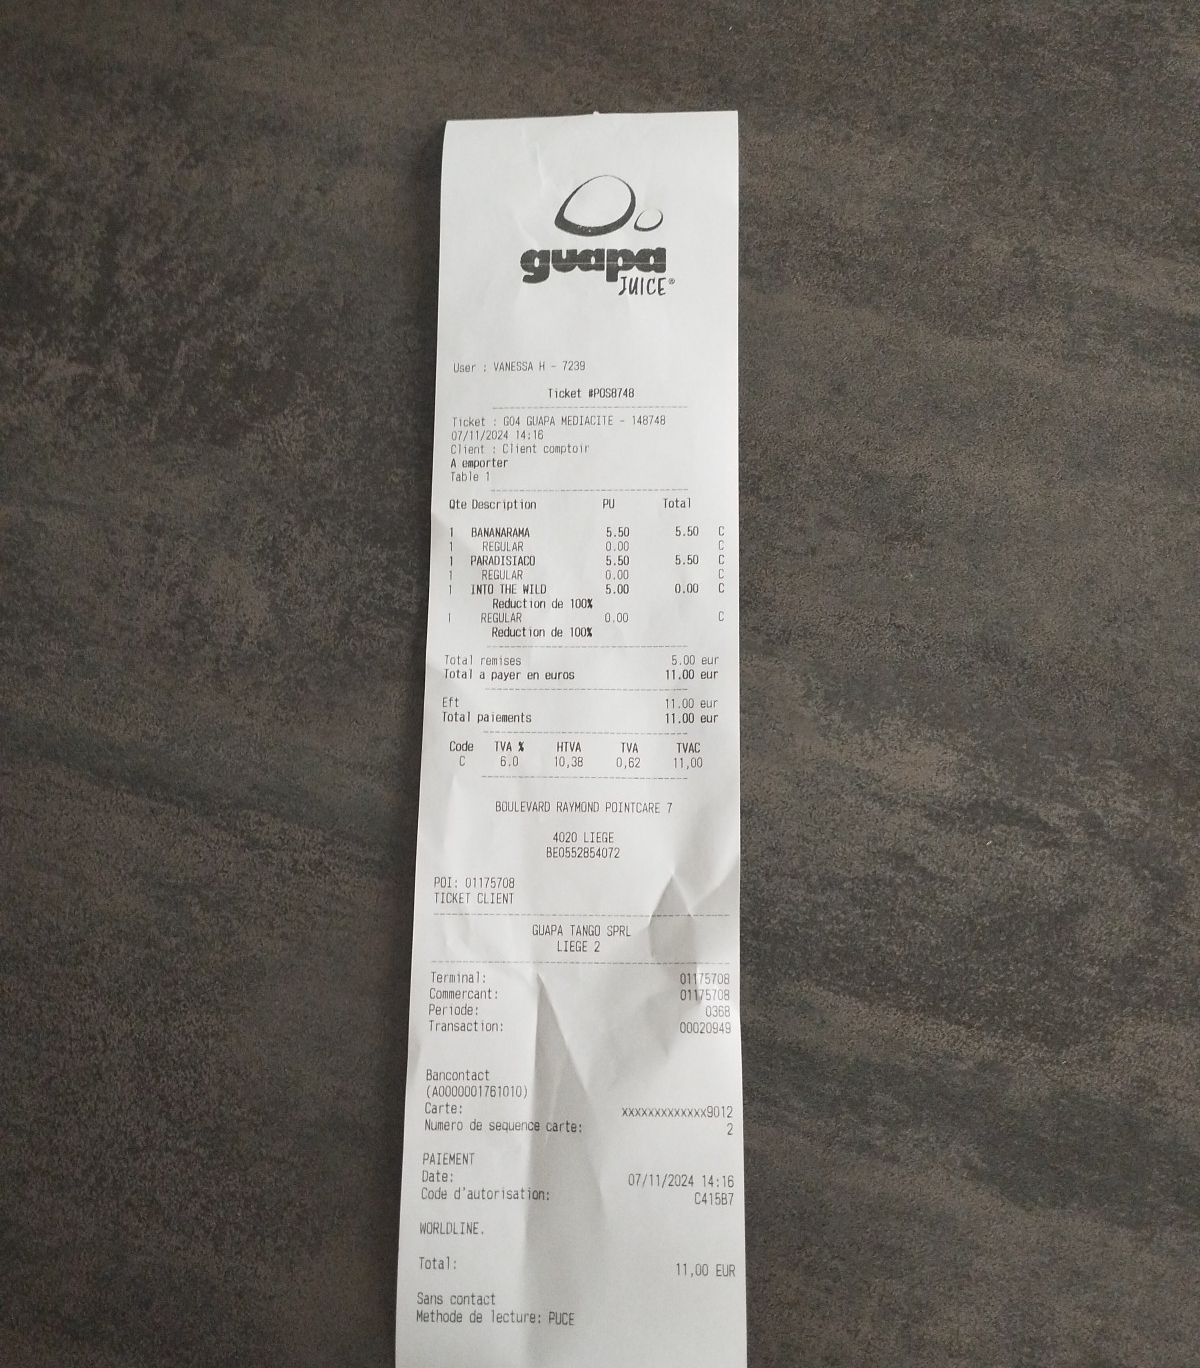 guapa
JUICE®
User : VANESSA H - 7239
Ticket #POS8748
Ticket : G04 GUAPA MEDIACITE - 148748
07/11/2024 14:16
Client : Client comptoir
A emporter
Table 1
Qte Description PU Total
1 BANANARAMA 5.50 5.50 C
1 REGULAR 0.00 C
1 PARADISIACO 5.50 5.50 C
1 REGULAR 0.00 C
1 INTO THE WILD 5.00 0.00 C
Reduction de 100%
1 REGULAR 0.00 C
Reduction de 100%
Total remises 5.00 eur
Total a payer en euros 11.00 eur
Eft 11.00 eur
Total paiements 11.00 eur
Code TVA % HTVA TVA TVAC
C 6.0 10,38 0,62 11,00
BOULEVARD RAYMOND POINTCARE 7
4020 LIEGE
BE0552854072
POI: 01175708
TICKET CLIENT
GUAPA TANGO SPRL
LIEGE 2
Terminal: 01175708
Commercant: 01175708
Periode: 0368
Transaction: 00020949
Bancontact
(A0000001761010)
Carte: xxxxxxxxxxxxx9012
Numero de sequence carte: 2
PAIEMENT
Date: 07/11/2024 14:16
Code d'autorisation: C415B7
WORLDLINE.
Total: 11,00 EUR
Sans contact
Methode de lecture: PUCE